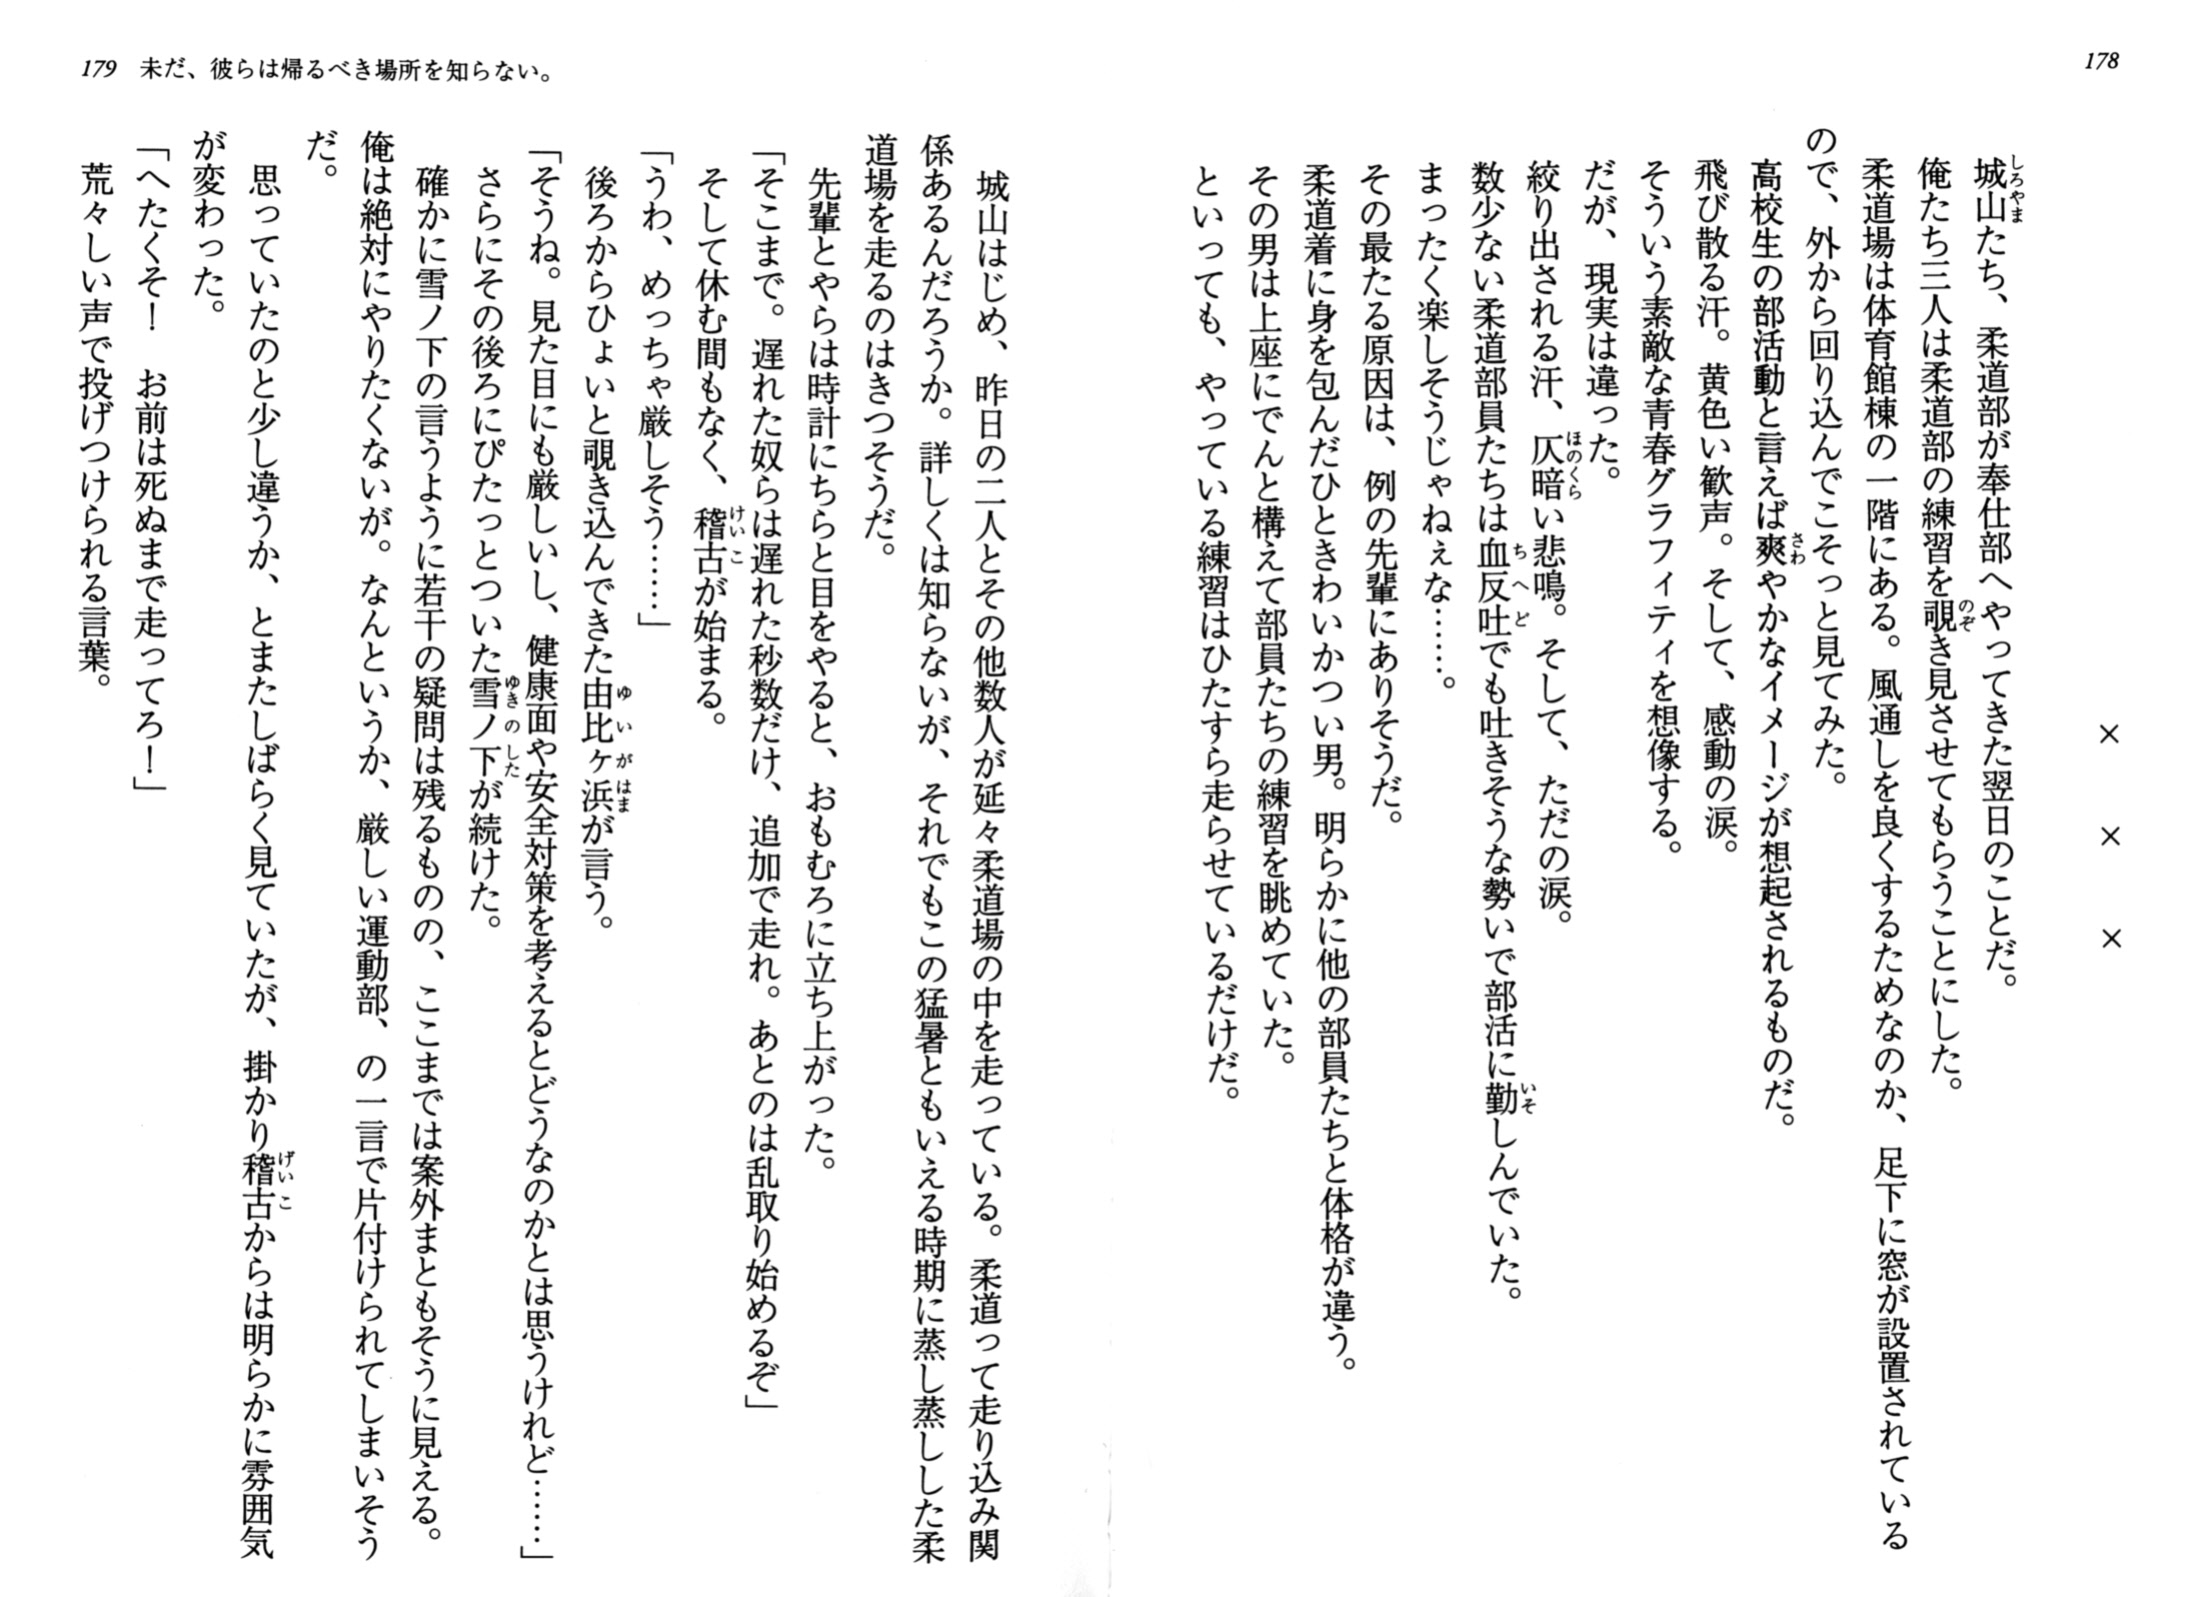 178
× × ×
城山たち、柔道部が奉仕部へやってきた翌日のことだ。
俺たち三人は柔道部の練習を覗き見させてもらうことにした。
柔道場は体育館棟の一階にある。風通しを良くするためなのか、足下に窓が設置されている
ので、外から回り込んでこそっと見てみた。
高校生の部活動と言えば爽やかなイメージが想起されるものだ。
飛び散る汗。黄色い歓声。そして、感動の涙。
そういう素敵な青春グラフィティを想像する。
だが、現実は違った。
絞り出される汗、仄暗い悲鳴。そして、ただの涙。
数少ない柔道部員たちは血反吐でも吐きそうな勢いで部活に勤しんでいた。
まったく楽しそうじゃねぇな……。
その最たる原因は、例の先輩にありそうだ。
柔道着に身を包んだひときわいかつい男。明らかに他の部員たちと体格が違う。
その男は上座にでんと構えて部員たちの練習を眺めていた。
といっても、やっている練習はひたすら走らせているだけだ。
179 未だ、彼らは帰るべき場所を知らない。
城山はじめ、昨日の二人とその他数人が延々柔道場の中を走っている。柔道って走り込み関
係あるんだろうか。詳しくは知らないが、それでもこの猛暑ともいえる時期に蒸し蒸しした柔
道場を走るのはきつそうだ。
先輩とやらは時計にちらと目をやると、おもむろに立ち上がった。
「そこまで。遅れた奴らは遅れた秒数だけ、追加で走れ。あとのは乱取り始めるぞ」
そして休む間もなく、稽古が始まる。
「うわ、めっちゃ厳しそう……」
後ろからひょいと覗き込んできた由比ヶ浜が言う。
「そうね。見た目にも厳しいし、健康面や安全対策を考えるとどうなのかとは思うけれど……」
さらにその後ろにぴたっとついた雪ノ下が続けた。
確かに雪ノ下の言うように若干の疑問は残るものの、ここまでは案外まともそうに見える。
俺は絶対にやりたくないが。なんというか、厳しい運動部、の一言で片付けられてしまいそう
だ。
思っていたのと少し違うか、とまたしばらく見ていたが、掛かり稽古からは明らかに雰囲気
が変わった。
「へたくそ！　お前は死ぬまで走ってろ！」
荒々しい声で投げつけられる言葉。